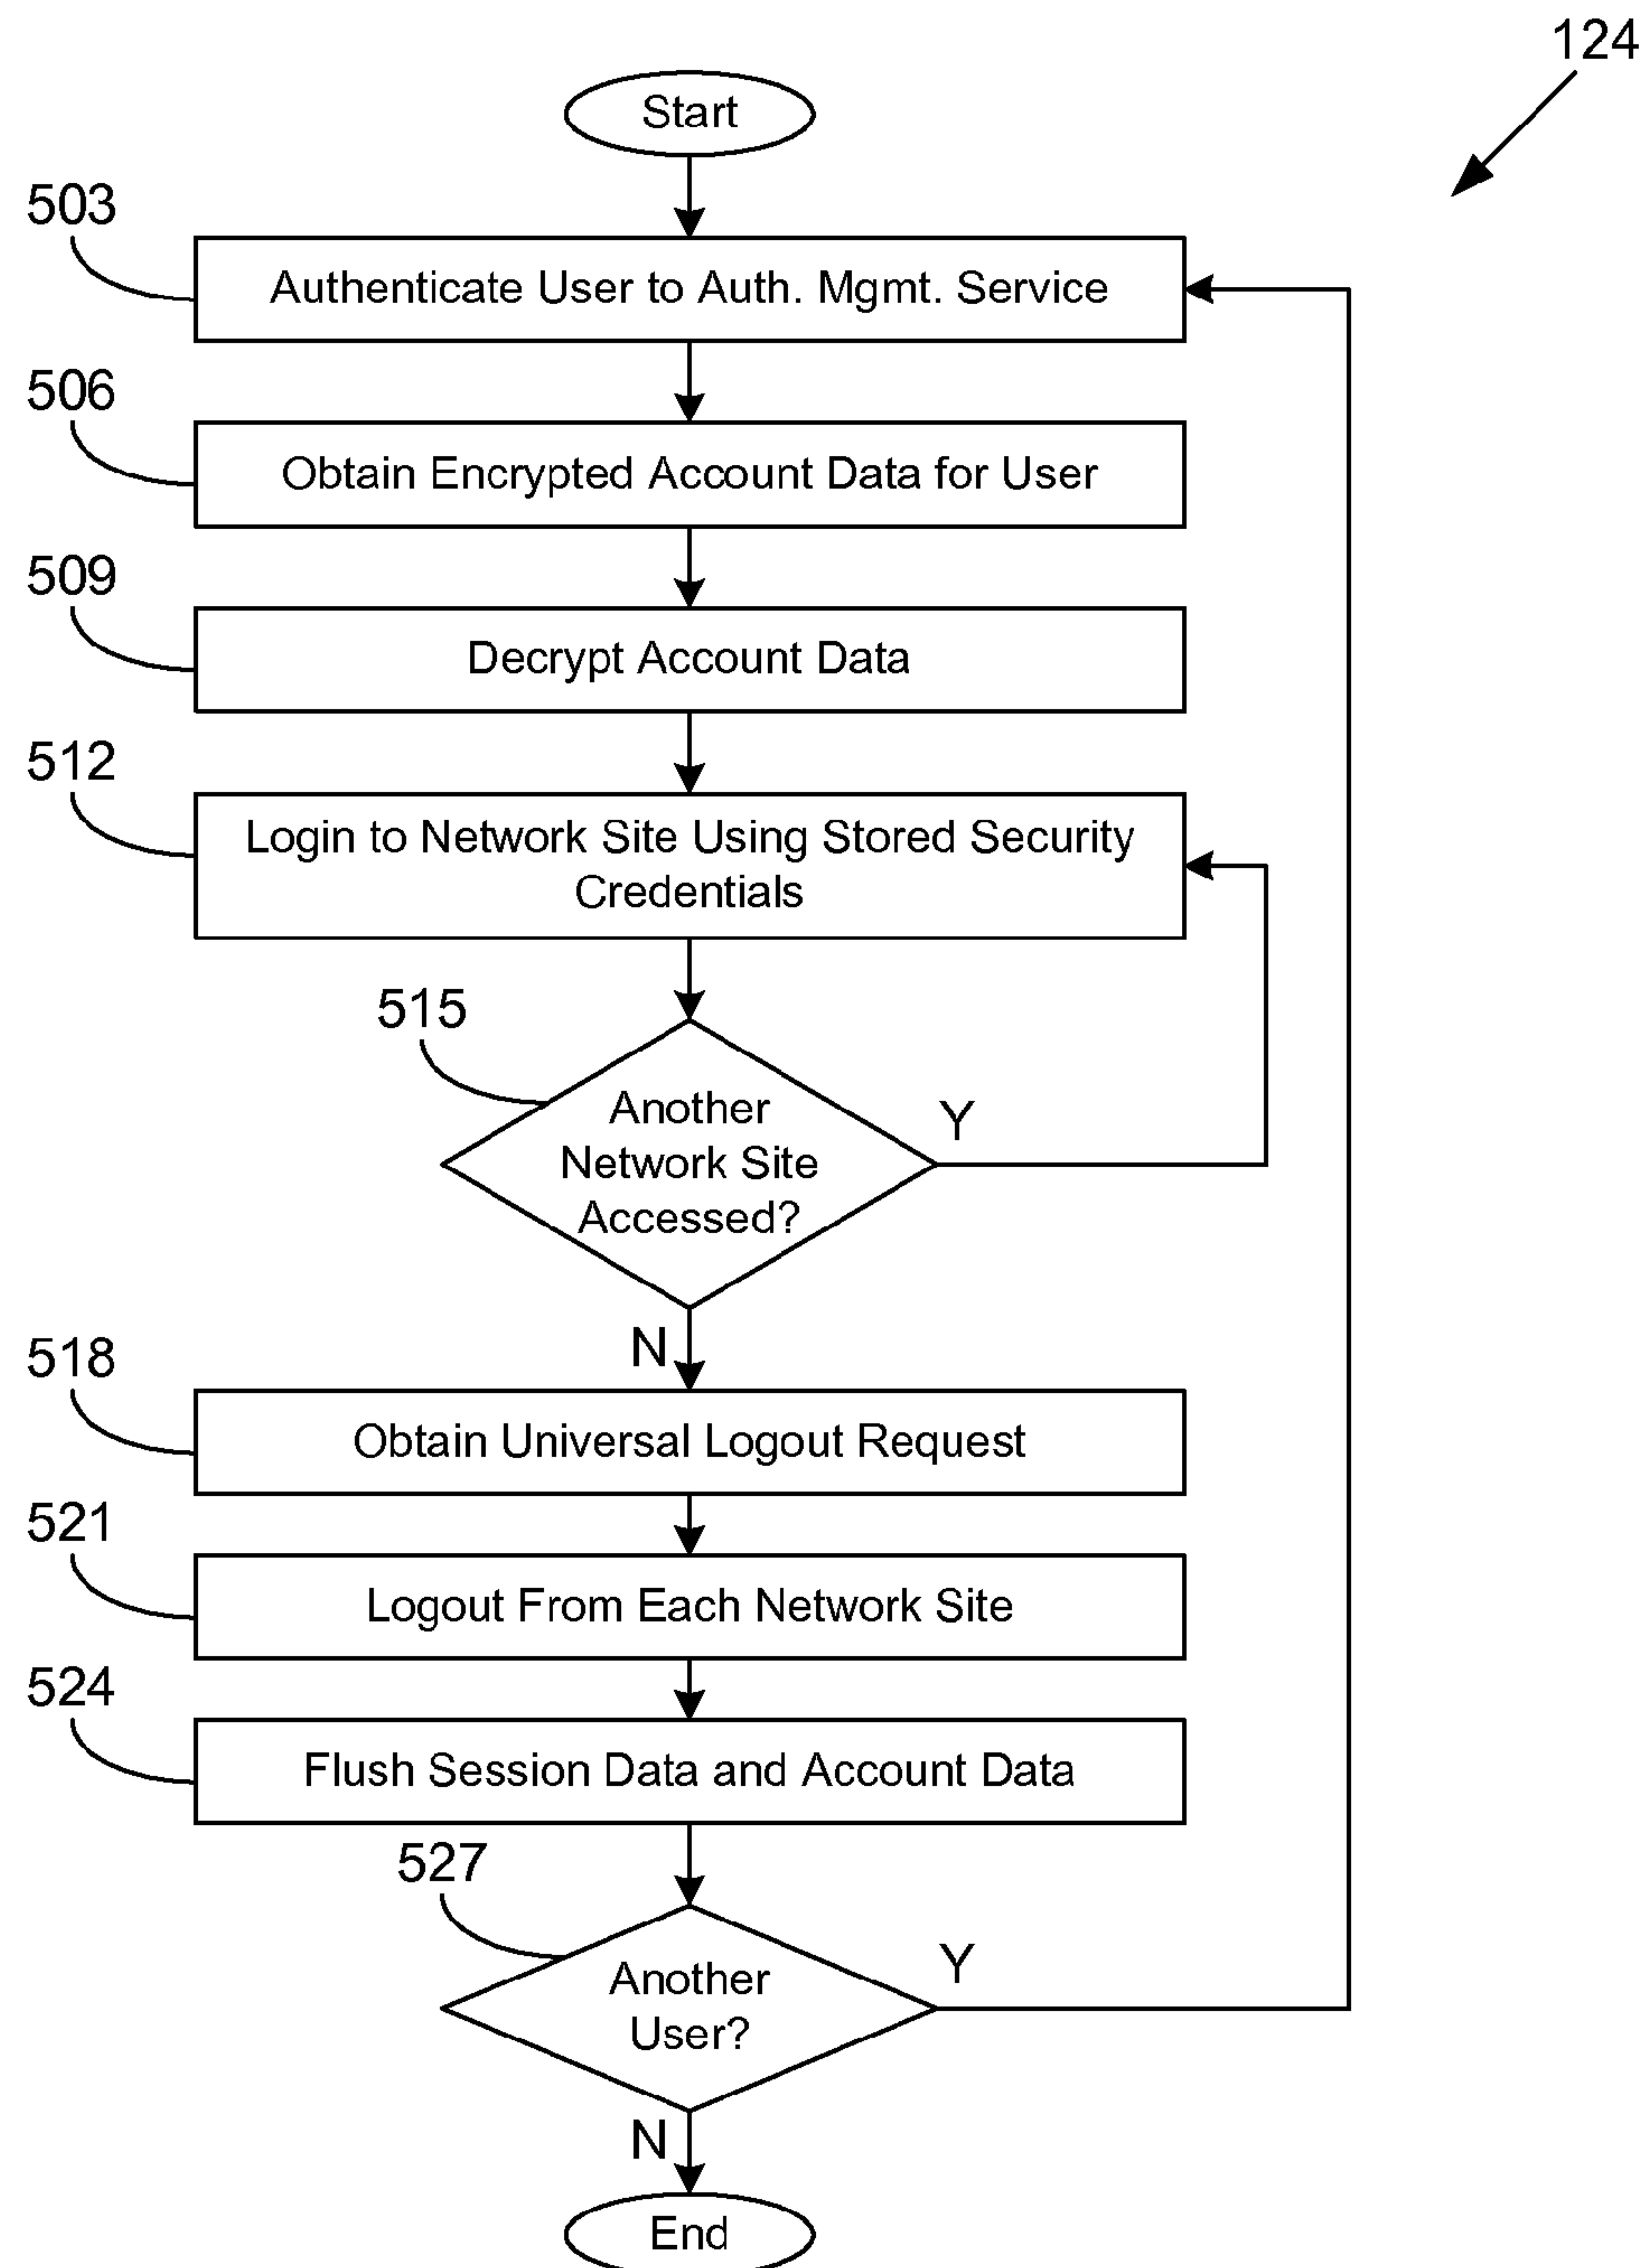 124
Start
503
Authenticate User to Auth. Mgmt. Service
506
Obtain Encrypted Account Data for User
509
Decrypt Account Data
512
Login to Network Site Using Stored Security
Credentials
515
Another
Network Site
Accessed?
Y
N
518
Obtain Universal Logout Request
521
Logout From Each Network Site
524
Flush Session Data and Account Data
527
Another
User?
Y
N
End